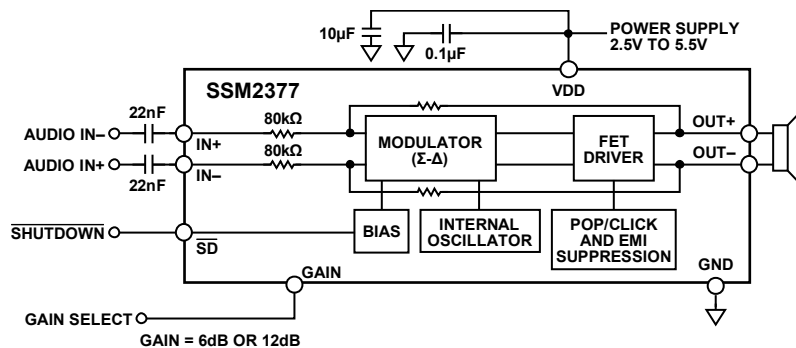 10µF
0.1µF
POWER SUPPLY
2.5V TO 5.5V
SSM2377
VDD
22nF
AUDIO IN–
IN+
80kΩ
AUDIO IN+
IN–
80kΩ
22nF
MODULATOR
(Σ-Δ)
FET
DRIVER
OUT+
OUT–
SHUTDOWN
SD
BIAS
INTERNAL
OSCILLATOR
POP/CLICK
AND EMI
SUPPRESSION
GAIN
GND
GAIN SELECT
GAIN = 6dB OR 12dB